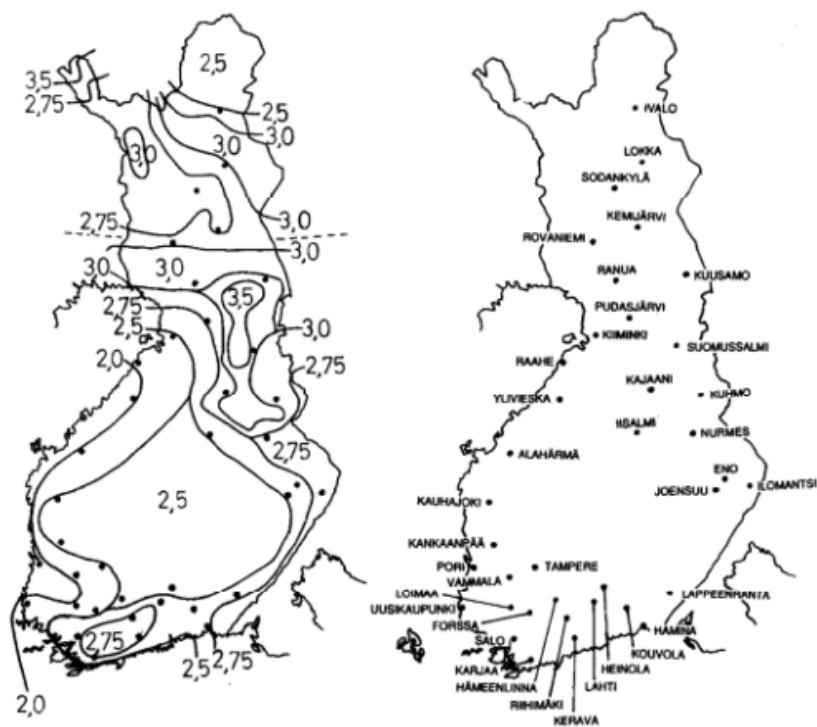 2,5
3,5
2,75
2,5
3,0
3,0
3,0
2,75
3,0
3,0
3,0
3,0
3,5
2,75
2,5
3,0
2,0
2,75
2,75
2,5
2,75
2,5
2,75
2,0
IVALO
LOKKA
SODANKYLÄ
KEMIJÄRVI
ROVANIEMI
RANUA
KUUSAMO
PUDASJÄRVI
KIIMINKI
SUOMUSSALMI
RAAHE
KAJAANI
YLIVIESKA
KUHMO
IISALMI
NURMES
ALAHÄRMÄ
ENO
JOENSUU
ILOMANTSI
KAUHAJOKI
KANKAANPÄÄ
PORI
TAMPERE
VAMMALA
LOIMAA
LAPPEENRANTA
UUSIKAUPUNKI
FORSSA
HAMINA
SALO
KOUVOLA
KARJAA
HEINOLA
HÄMEENLINNA
LAHTI
RIIHIMÄKI
KERAVA